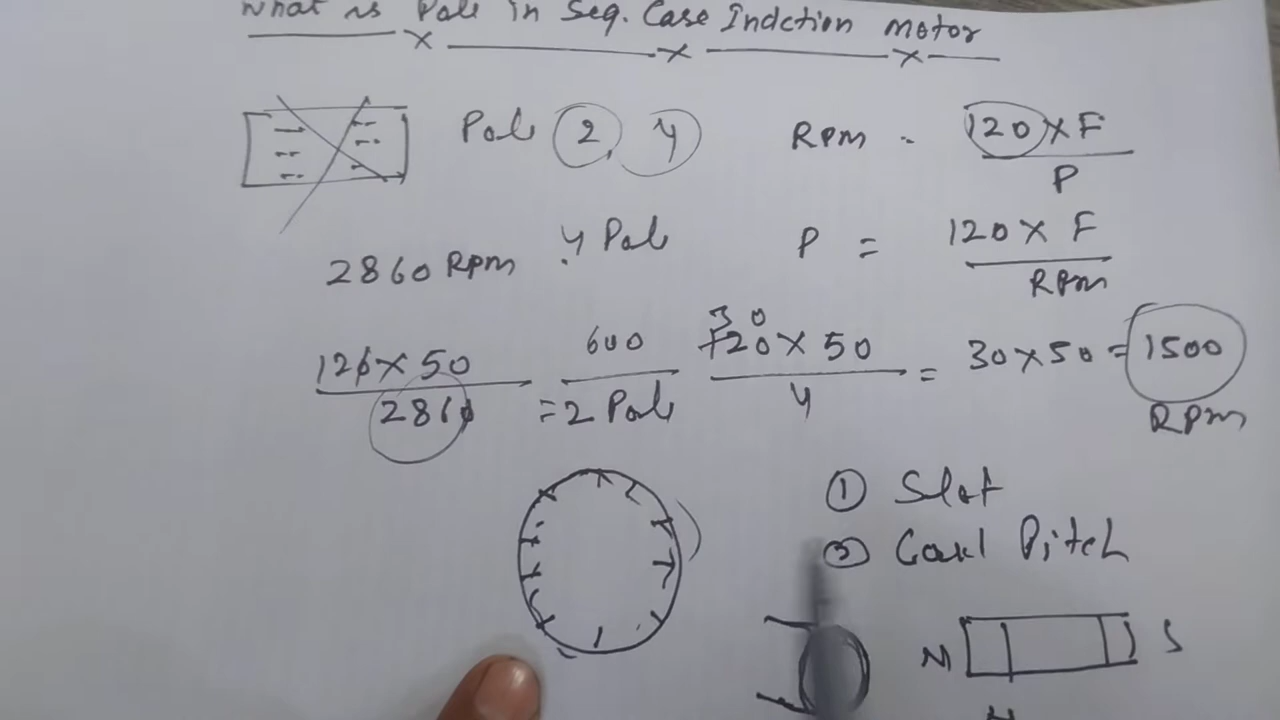 What is Pole in Seq. Case Indction motor
Pole 2, 4
Rpm = 120 x F / P
2860 Rpm
4 Pole
P = 120 x F / Rpm
120 x 50 / 2860 = 600 / 2 Pole
30
120 x 50 / 4 = 30 x 50 = 1500 Rpm
① Slot
② Coil Pitch
N S